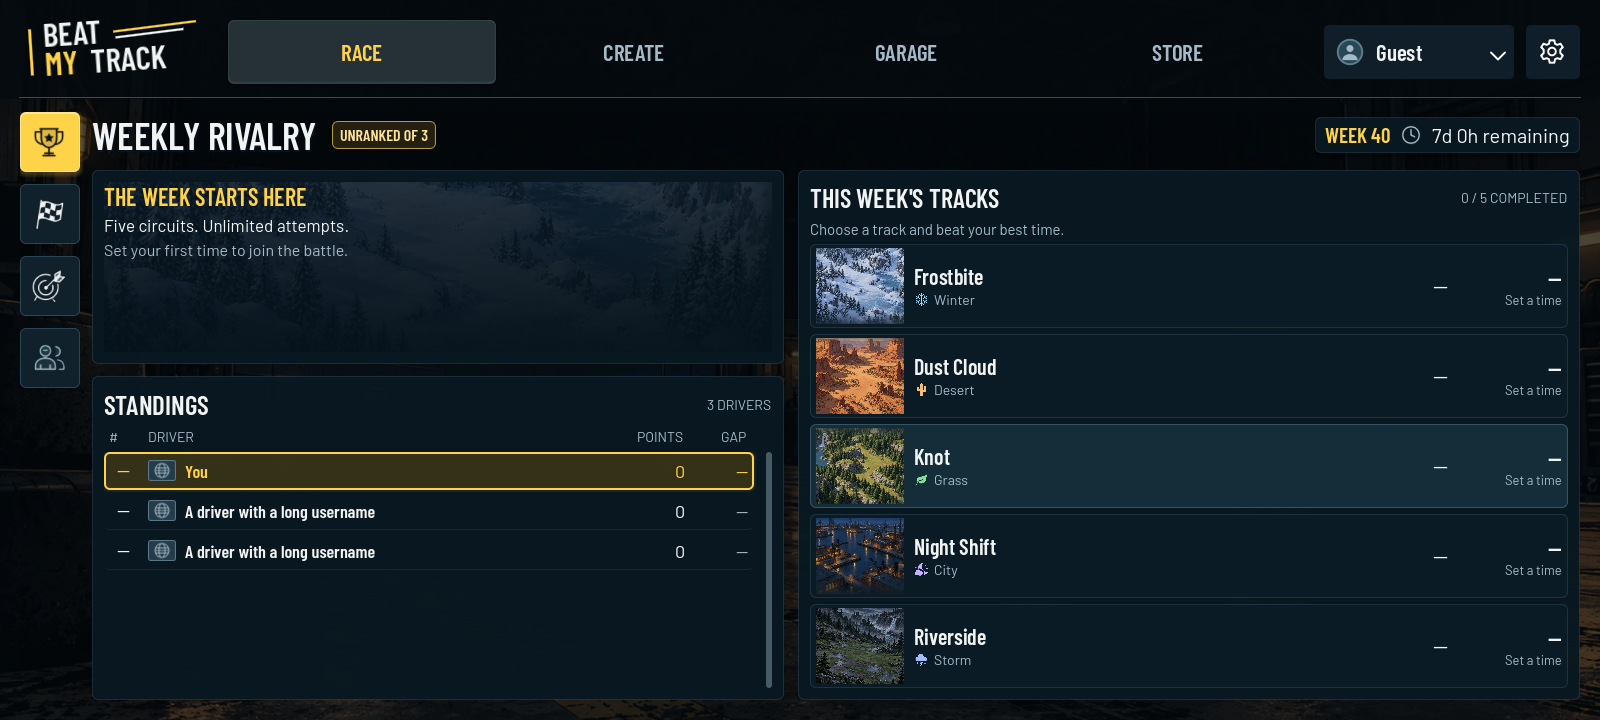 BEAT
MY TRACK
RACE
CREATE
GARAGE
STORE
Guest
WEEKLY RIVALRY
UNRANKED OF 3
WEEK 40
7d 0h remaining
THE WEEK STARTS HERE
Five circuits. Unlimited attempts.
Set your first time to join the battle.
STANDINGS
3 DRIVERS
# DRIVER POINTS GAP
— You 0 —
— A driver with a long username 0 —
— A driver with a long username 0 —
THIS WEEK'S TRACKS
0 / 5 COMPLETED
Choose a track and beat your best time.
Frostbite
— —
Winter
Set a time
Dust Cloud
— —
Desert
Set a time
Knot
— —
Grass
Set a time
Night Shift
— —
City
Set a time
Riverside
— —
Storm
Set a time